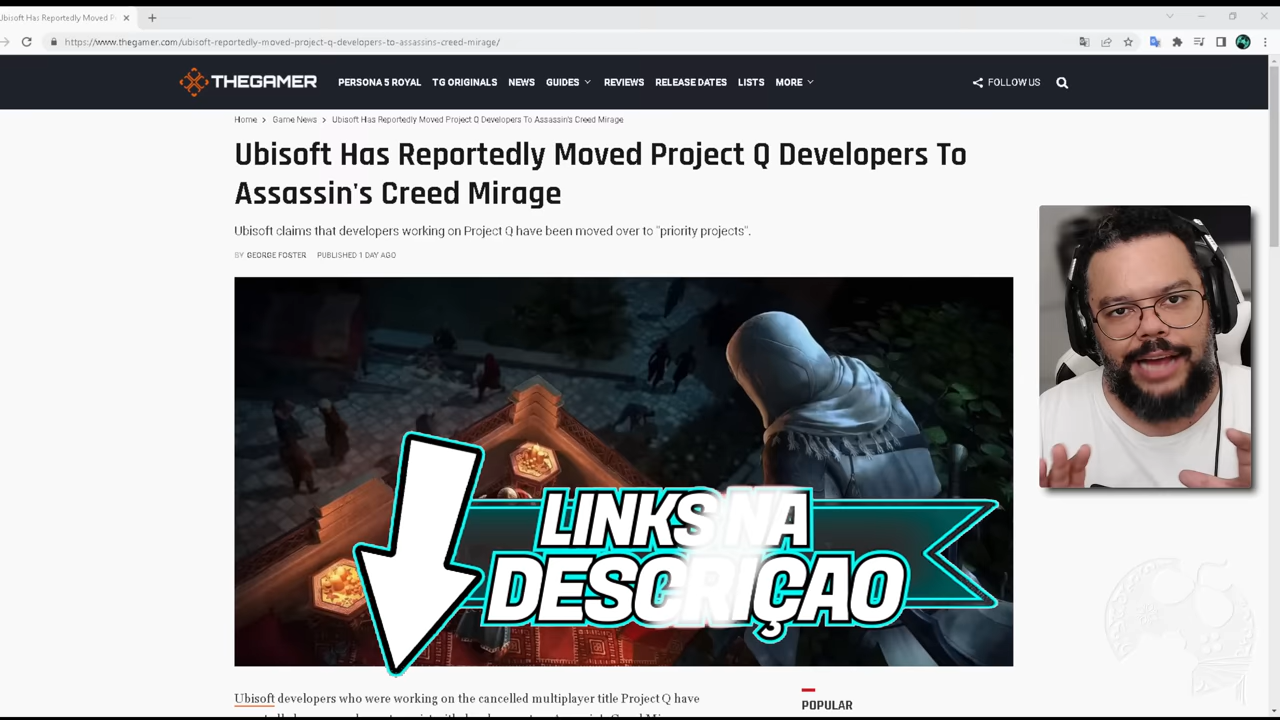 Ubisoft Has Reportedly Moved P
https://www.thegamer.com/ubisoft-reportedly-moved-project-q-developers-to-assassins-creed-mirage/
THEGAMER
PERSONA 5 ROYAL TG ORIGINALS NEWS GUIDES REVIEWS RELEASE DATES LISTS MORE FOLLOW US
Home > Game News > Ubisoft Has Reportedly Moved Project Q Developers To Assassin's Creed Mirage
Ubisoft Has Reportedly Moved Project Q Developers To
Assassin's Creed Mirage
Ubisoft claims that developers working on Project Q have been moved over to "priority projects".
BY GEORGE FOSTER PUBLISHED 1 DAY AGO
LINKS NA
DESCRIÇAO
Ubisoft developers who were working on the cancelled multiplayer title Project Q have
POPULAR